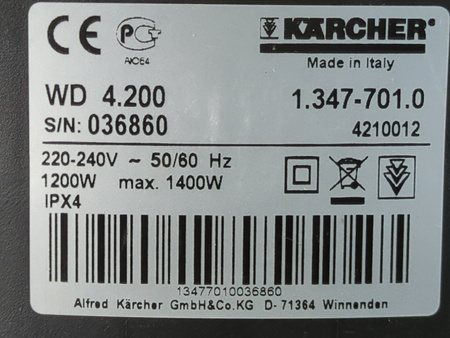 CE PG KÄRCHER
Made in Italy
WD 4.200 1.347-701.0
S/N: 036860 4210012
220-240V ~ 50/60 Hz
1200W max. 1400W
IPX4
13477010036860
Alfred Kärcher GmbH&Co.KG D-71364 Winnenden